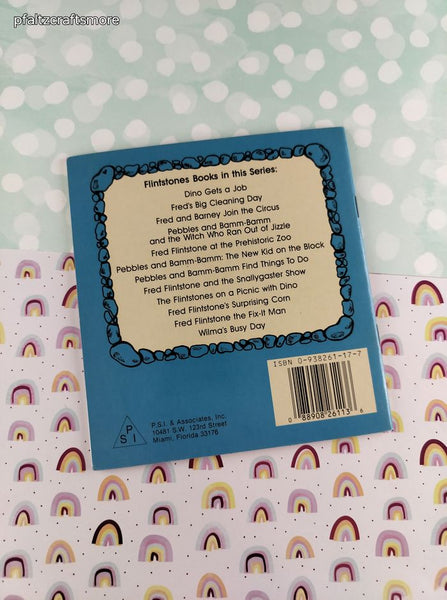 pfaltzcraftsmore
Flintstones Books in this Series:
Dino Gets a Job
Fred's Big Cleaning Day
Fred and Barney Join the Circus
Pebbles and Bamm-Bamm
and the Witch Who Ran Out of Jizzle
Fred Flintstone at the Prehistoric Zoo
Pebbles and Bamm-Bamm: The New Kid on the Block
Pebbles and Bamm-Bamm Find Things To Do
Fred Flintstone and the Snallygaster Show
The Flintstones on a Picnic with Dino
Fred Flintstone's Surprising Corn
Fred Flintstone the Fix-It Man
Wilma's Busy Day
ISBN 0-938261-17-7
0 88908 26113 6
P
S I
P.S.I. & Associates, Inc.
10481 S.W. 123rd Street
Miami, Florida 33176